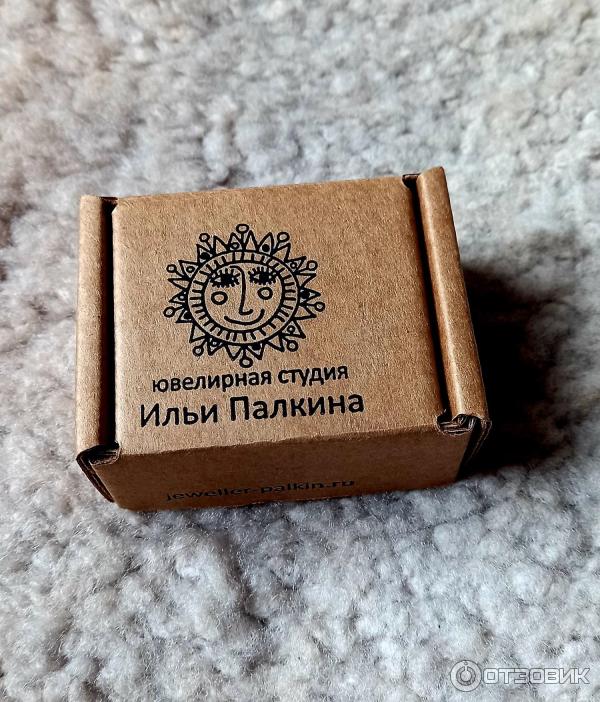 ювелирная студия
Ильи Палкина
jeweller-palkin.ru
ОТЗОВИК